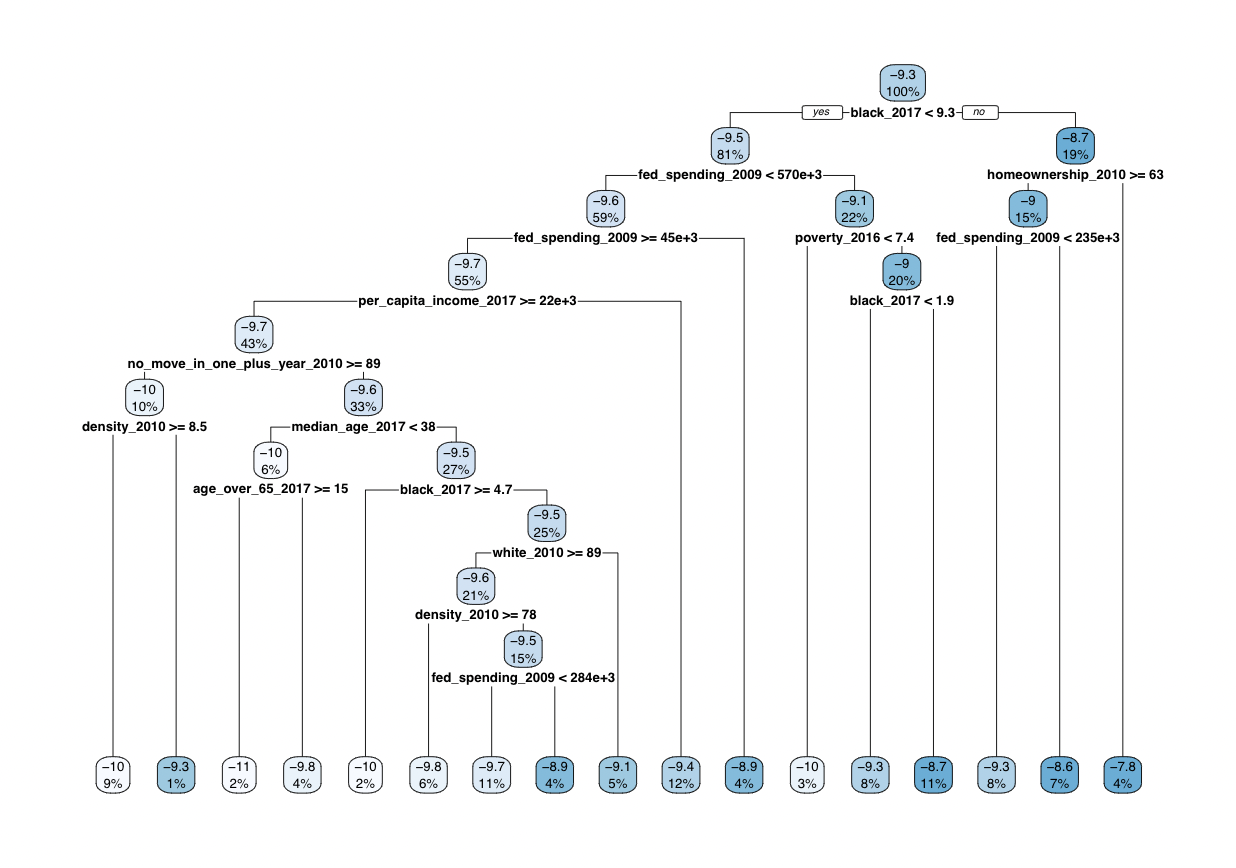 −9.3
100%
yes black_2017 < 9.3 no
−9.5 −8.7
81% 19%
fed_spending_2009 < 570e+3 homeownership_2010 >= 63
−9.6 −9.1 −9
59% 22% 15%
fed_spending_2009 >= 45e+3 poverty_2016 < 7.4 fed_spending_2009 < 235e+3
−9.7 −9
55% 20%
per_capita_income_2017 >= 22e+3 black_2017 < 1.9
−9.7
43%
no_move_in_one_plus_year_2010 >= 89
−10 −9.6
10% 33%
density_2010 >= 8.5 median_age_2017 < 38
−10 −9.5
6% 27%
age_over_65_2017 >= 15 black_2017 >= 4.7
−9.5
25%
white_2010 >= 89
−9.6
21%
density_2010 >= 78
−9.5
15%
fed_spending_2009 < 284e+3
−10 −9.3 −11 −9.8 −10 −9.8 −9.7 −8.9 −9.1 −9.4 −8.9 −10 −9.3 −8.7 −9.3 −8.6 −7.8
9% 1% 2% 4% 2% 6% 11% 4% 5% 12% 4% 3% 8% 11% 8% 7% 4%